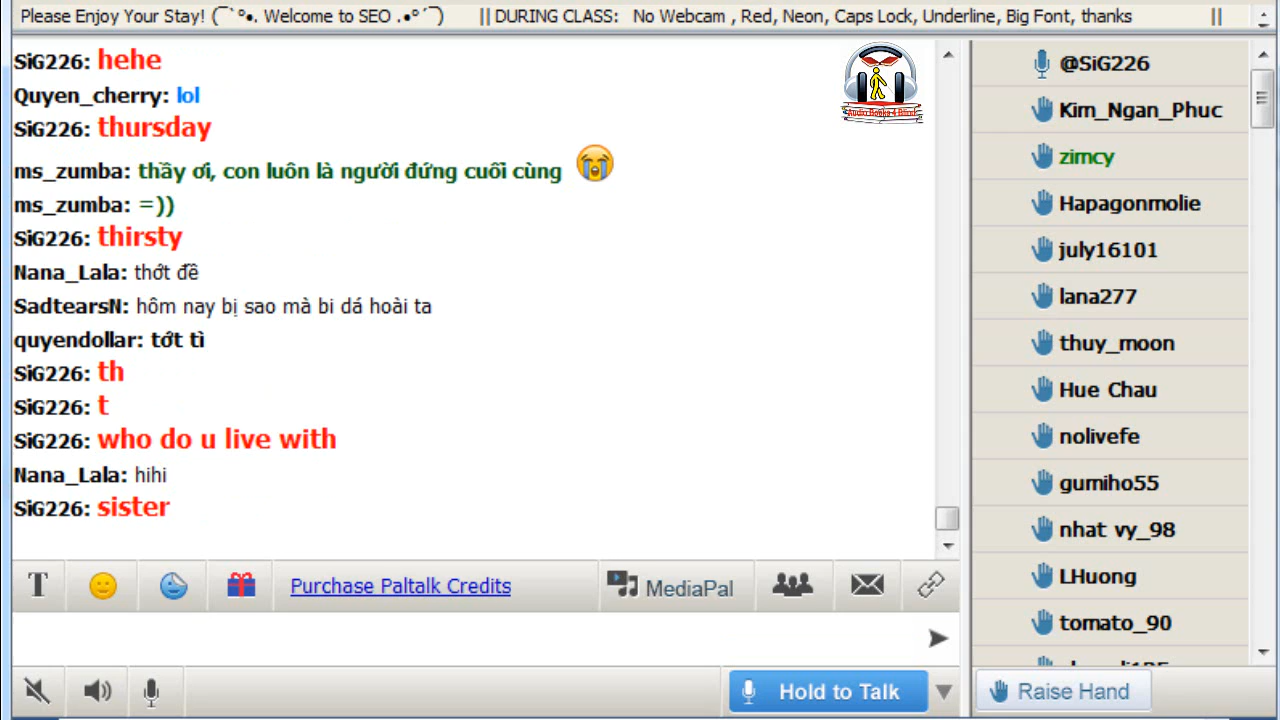 Please Enjoy Your Stay! (¯`°•. Welcome to SEO .•°´¯) || DURING CLASS: No Webcam , Red, Neon, Caps Lock, Underline, Big Font, thanks ||
SiG226: hehe
Quyen_cherry: lol
SiG226: thursday
ms_zumba: thầy ơi, con luôn là người đứng cuối cùng
ms_zumba: =))
SiG226: thirsty
Nana_Lala: thớt đề
SadtearsN: hôm nay bị sao mà bi dá hoài ta
quyendollar: tớt tì
SiG226: th
SiG226: t
SiG226: who do u live with
Nana_Lala: hihi
SiG226: sister
T
Purchase Paltalk Credits
MediaPal
Hold to Talk
@SiG226
Kim_Ngan_Phuc
zimcy
Hapagonmolie
july16101
lana277
thuy_moon
Hue Chau
nolivefe
gumiho55
nhat vy_98
LHuong
tomato_90
Raise Hand